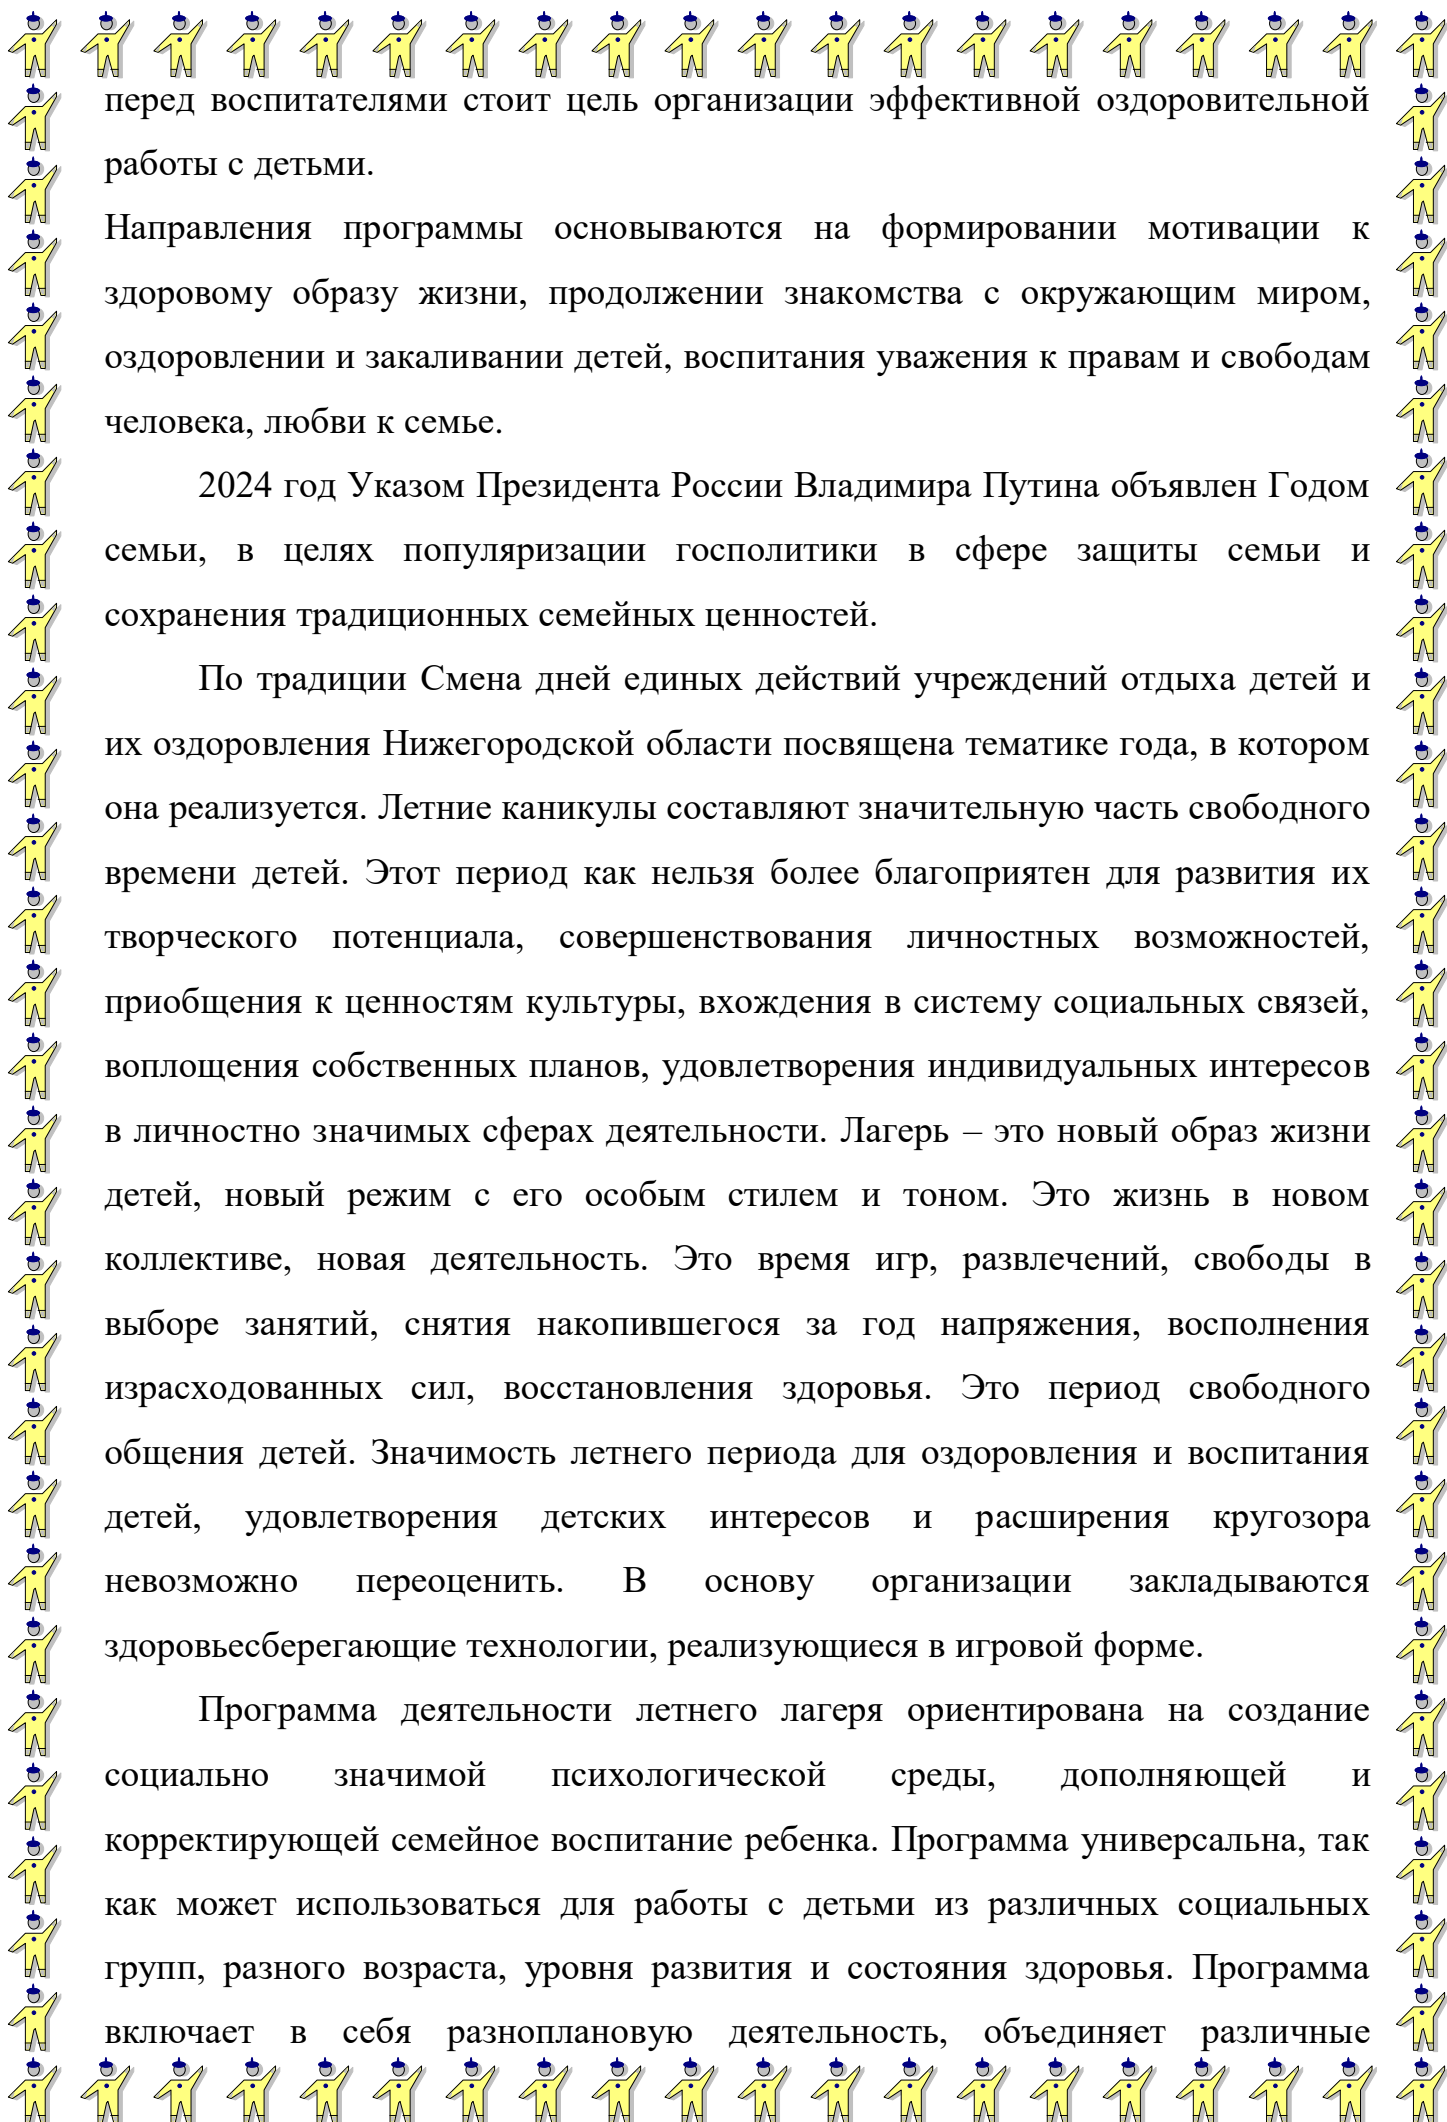 перед воспитателями стоит цель организации эффективной оздоровительной
работы с детьми.
Направления программы основываются на формировании мотивации к
здоровому образу жизни, продолжении знакомства с окружающим миром,
оздоровлении и закаливании детей, воспитания уважения к правам и свободам
человека, любви к семье.
2024 год Указом Президента России Владимира Путина объявлен Годом
семьи, в целях популяризации госполитики в сфере защиты семьи и
сохранения традиционных семейных ценностей.
По традиции Смена дней единых действий учреждений отдыха детей и
их оздоровления Нижегородской области посвящена тематике года, в котором
она реализуется. Летние каникулы составляют значительную часть свободного
времени детей. Этот период как нельзя более благоприятен для развития их
творческого потенциала, совершенствования личностных возможностей,
приобщения к ценностям культуры, вхождения в систему социальных связей,
воплощения собственных планов, удовлетворения индивидуальных интересов
в личностно значимых сферах деятельности. Лагерь – это новый образ жизни
детей, новый режим с его особым стилем и тоном. Это жизнь в новом
коллективе, новая деятельность. Это время игр, развлечений, свободы в
выборе занятий, снятия накопившегося за год напряжения, восполнения
израсходованных сил, восстановления здоровья. Это период свободного
общения детей. Значимость летнего периода для оздоровления и воспитания
детей, удовлетворения детских интересов и расширения кругозора
невозможно переоценить. В основу организации закладываются
здоровьесберегающие технологии, реализующиеся в игровой форме.
Программа деятельности летнего лагеря ориентирована на создание
социально значимой психологической среды, дополняющей и
корректирующей семейное воспитание ребенка. Программа универсальна, так
как может использоваться для работы с детьми из различных социальных
групп, разного возраста, уровня развития и состояния здоровья. Программа
включает в себя разноплановую деятельность, объединяет различные